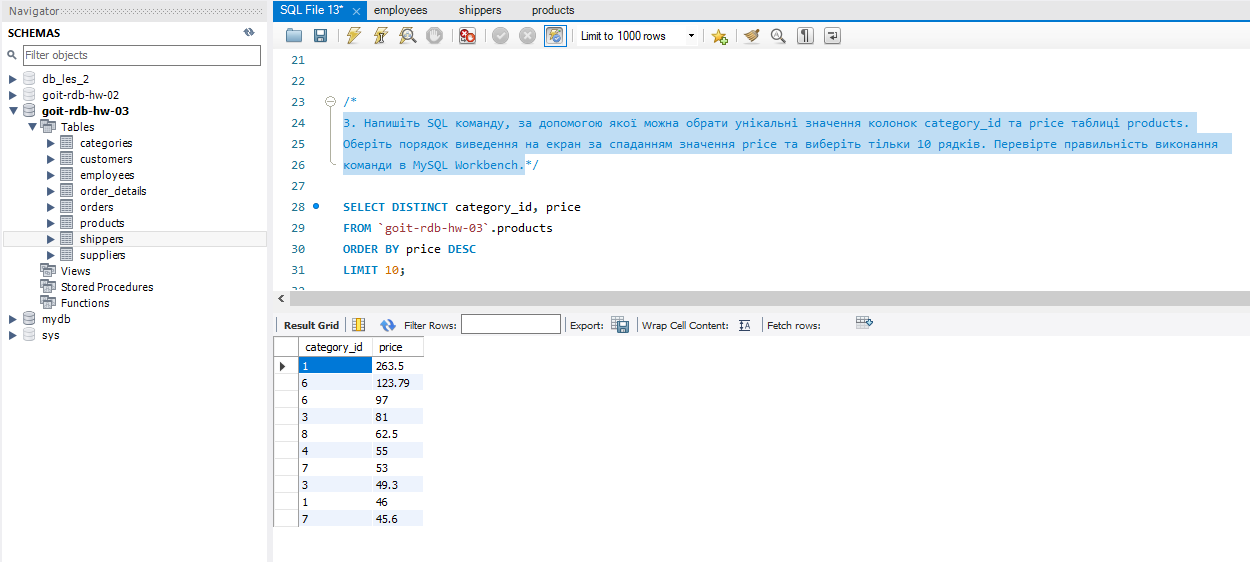 Navigator
SCHEMAS
Filter objects
db_les_2
goit-rdb-hw-02
goit-rdb-hw-03
Tables
categories
customers
employees
order_details
orders
products
shippers
suppliers
Views
Stored Procedures
Functions
mydb
sys
SQL File 13* × employees shippers products
Limit to 1000 rows
21
22
23 /*
24 3. Напишіть SQL команду, за допомогою якої можна обрати унікальні значення колонок category_id та price таблиці products.
25 Оберіть порядок виведення на екран за спаданням значення price та виберіть тільки 10 рядків. Перевірте правильність виконання
26 команди в MySQL Workbench.*/
27
28 SELECT DISTINCT category_id, price
29 FROM `goit-rdb-hw-03`.products
30 ORDER BY price DESC
31 LIMIT 10;
Result Grid Filter Rows: Export: Wrap Cell Content: IA Fetch rows:
category_id price
1 263.5
6 123.79
6 97
3 81
8 62.5
4 55
7 53
3 49.3
1 46
7 45.6